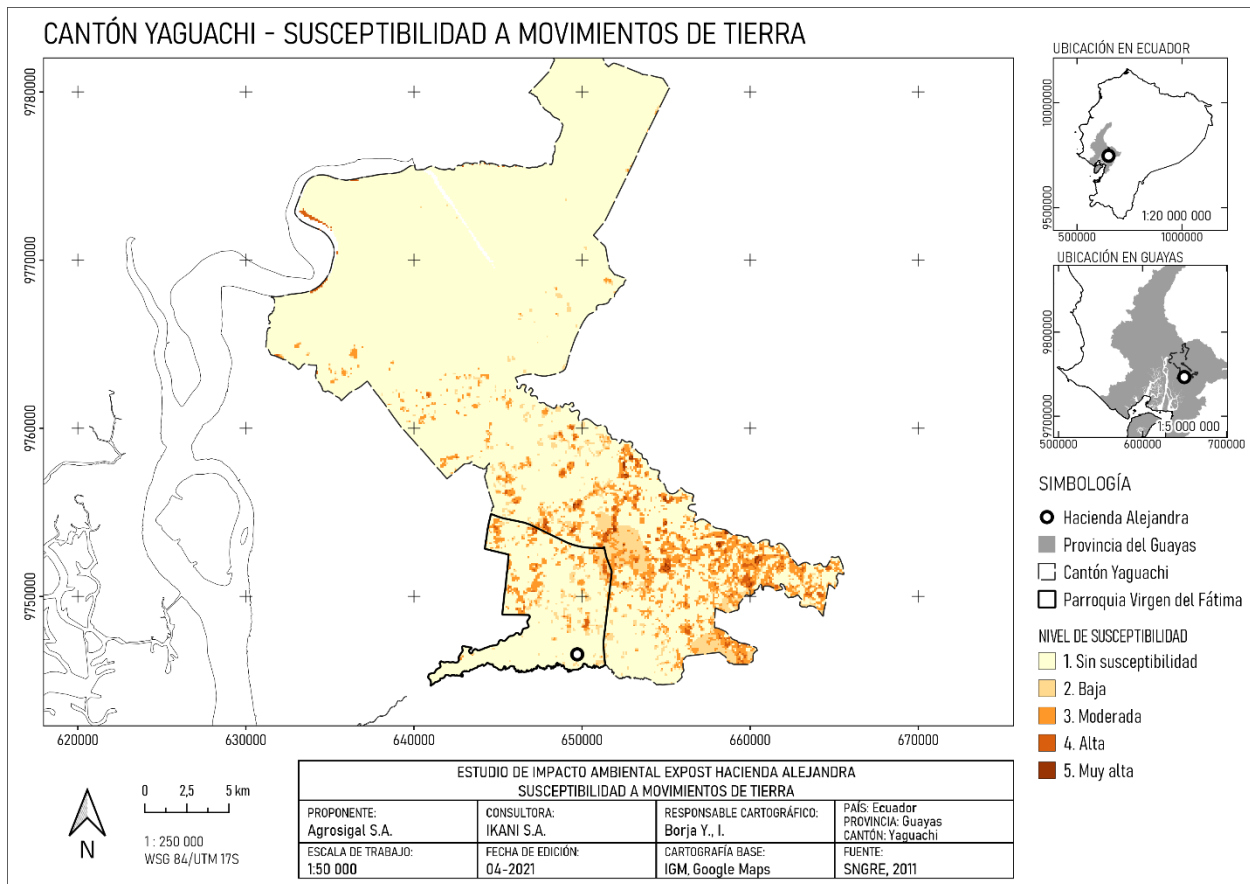 CANTÓN YAGUACHI - SUSCEPTIBILIDAD A MOVIMIENTOS DE TIERRA
9780000
9770000
9760000
9750000
620000
630000
640000
650000
660000
670000
UBICACIÓN EN ECUADOR
10000000
9500000
1:20 000 000
500000
1000000
UBICACIÓN EN GUAYAS
9800000
9700000
1:5 000 000
500000
600000
700000
SIMBOLOGÍA
Hacienda Alejandra
Provincia del Guayas
Cantón Yaguachi
Parroquia Virgen del Fátima
NIVEL DE SUSCEPTIBILIDAD
1. Sin susceptibilidad
2. Baja
3. Moderada
4. Alta
5. Muy alta
N
0 2,5 5 km
1 : 250 000
WSG 84/UTM 17S
ESTUDIO DE IMPACTO AMBIENTAL EXPOST HACIENDA ALEJANDRA
SUSCEPTIBILIDAD A MOVIMIENTOS DE TIERRA
PROPONENTE:
Agrosigal S.A.
CONSULTORA:
IKANI S.A.
RESPONSABLE CARTOGRÁFICO:
Borja Y., I.
PAÍS: Ecuador
PROVINCIA: Guayas
CANTÓN: Yaguachi
ESCALA DE TRABAJO:
1:50 000
FECHA DE EDICIÓN:
04-2021
CARTOGRAFÍA BASE:
IGM, Google Maps
FUENTE:
SNGRE, 2011